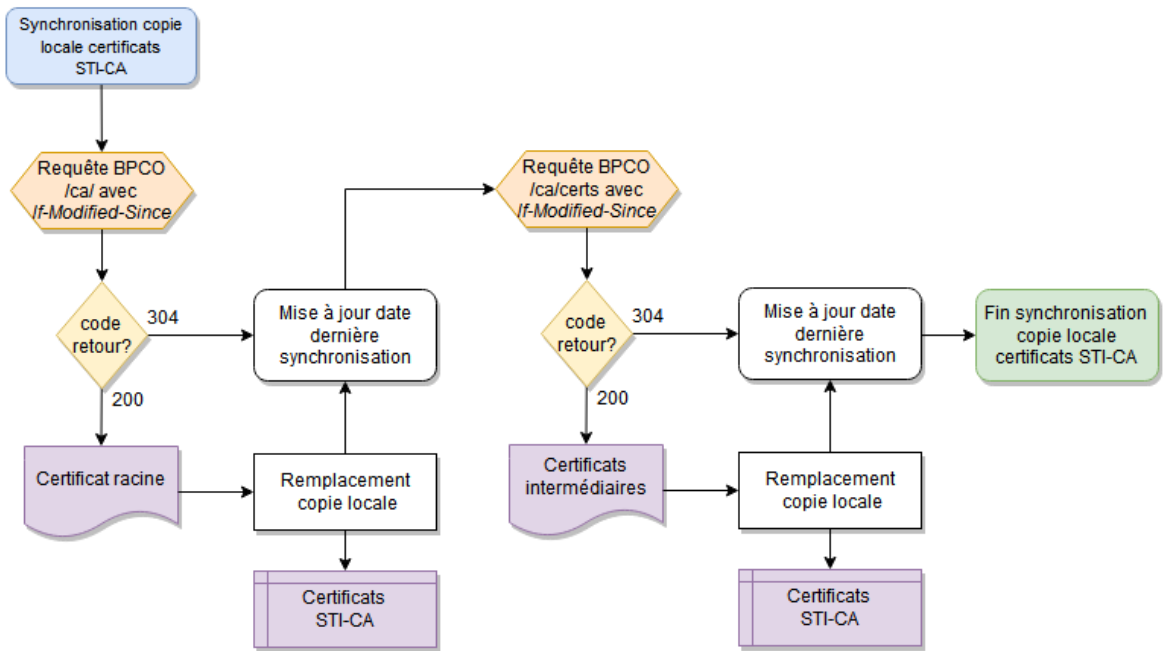 Synchronisation copie
locale certificats
STI-CA
Requête BPCO
/ca/ avec
If-Modified-Since
code
retour?
304
200
Certificat racine
Mise à jour date
dernière
synchronisation
Remplacement
copie locale
Certificats
STI-CA
Requête BPCO
/ca/certs avec
If-Modified-Since
code
retour?
304
200
Certificats
intermédiaires
Mise à jour date
dernière
synchronisation
Remplacement
copie locale
Certificats
STI-CA
Fin synchronisation
copie locale
certificats STI-CA